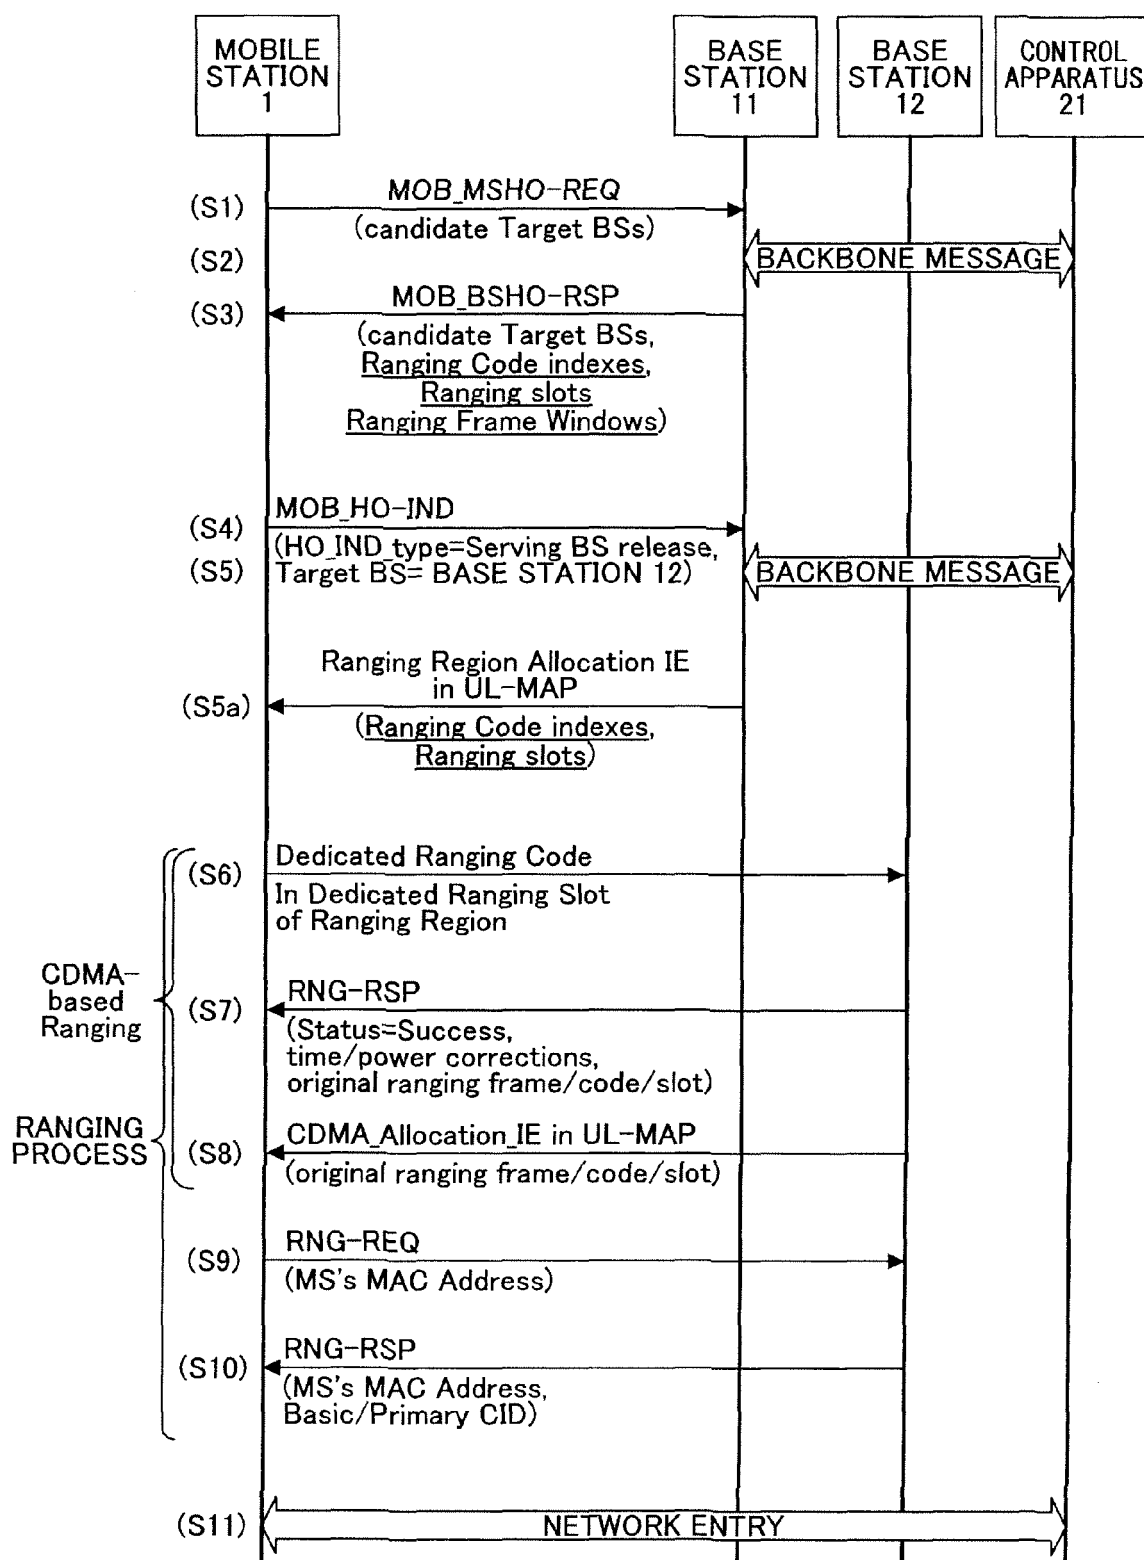 MOBILE
STATION
1
BASE
STATION
11
BASE
STATION
12
CONTROL
APPARATUS
21
(S1)
MOB_MSHO-REQ
(candidate Target BSs)
(S2)
BACKBONE MESSAGE
(S3)
MOB_BSHO-RSP
(candidate Target BSs,
Ranging Code indexes,
Ranging slots
Ranging Frame Windows)
(S4)
MOB_HO-IND
(HO_IND_type=Serving BS release,
Target BS= BASE STATION 12)
(S5)
BACKBONE MESSAGE
Ranging Region Allocation IE
in UL-MAP
(S5a)
(Ranging Code indexes,
Ranging slots)
(S6)
Dedicated Ranging Code
In Dedicated Ranging Slot
of Ranging Region
CDMA-
based
Ranging
(S7)
RNG-RSP
(Status=Success,
time/power corrections,
original ranging frame/code/slot)
RANGING
PROCESS
(S8)
CDMA_Allocation_IE in UL-MAP
(original ranging frame/code/slot)
(S9)
RNG-REQ
(MS's MAC Address)
(S10)
RNG-RSP
(MS's MAC Address,
Basic/Primary CID)
(S11)
NETWORK ENTRY